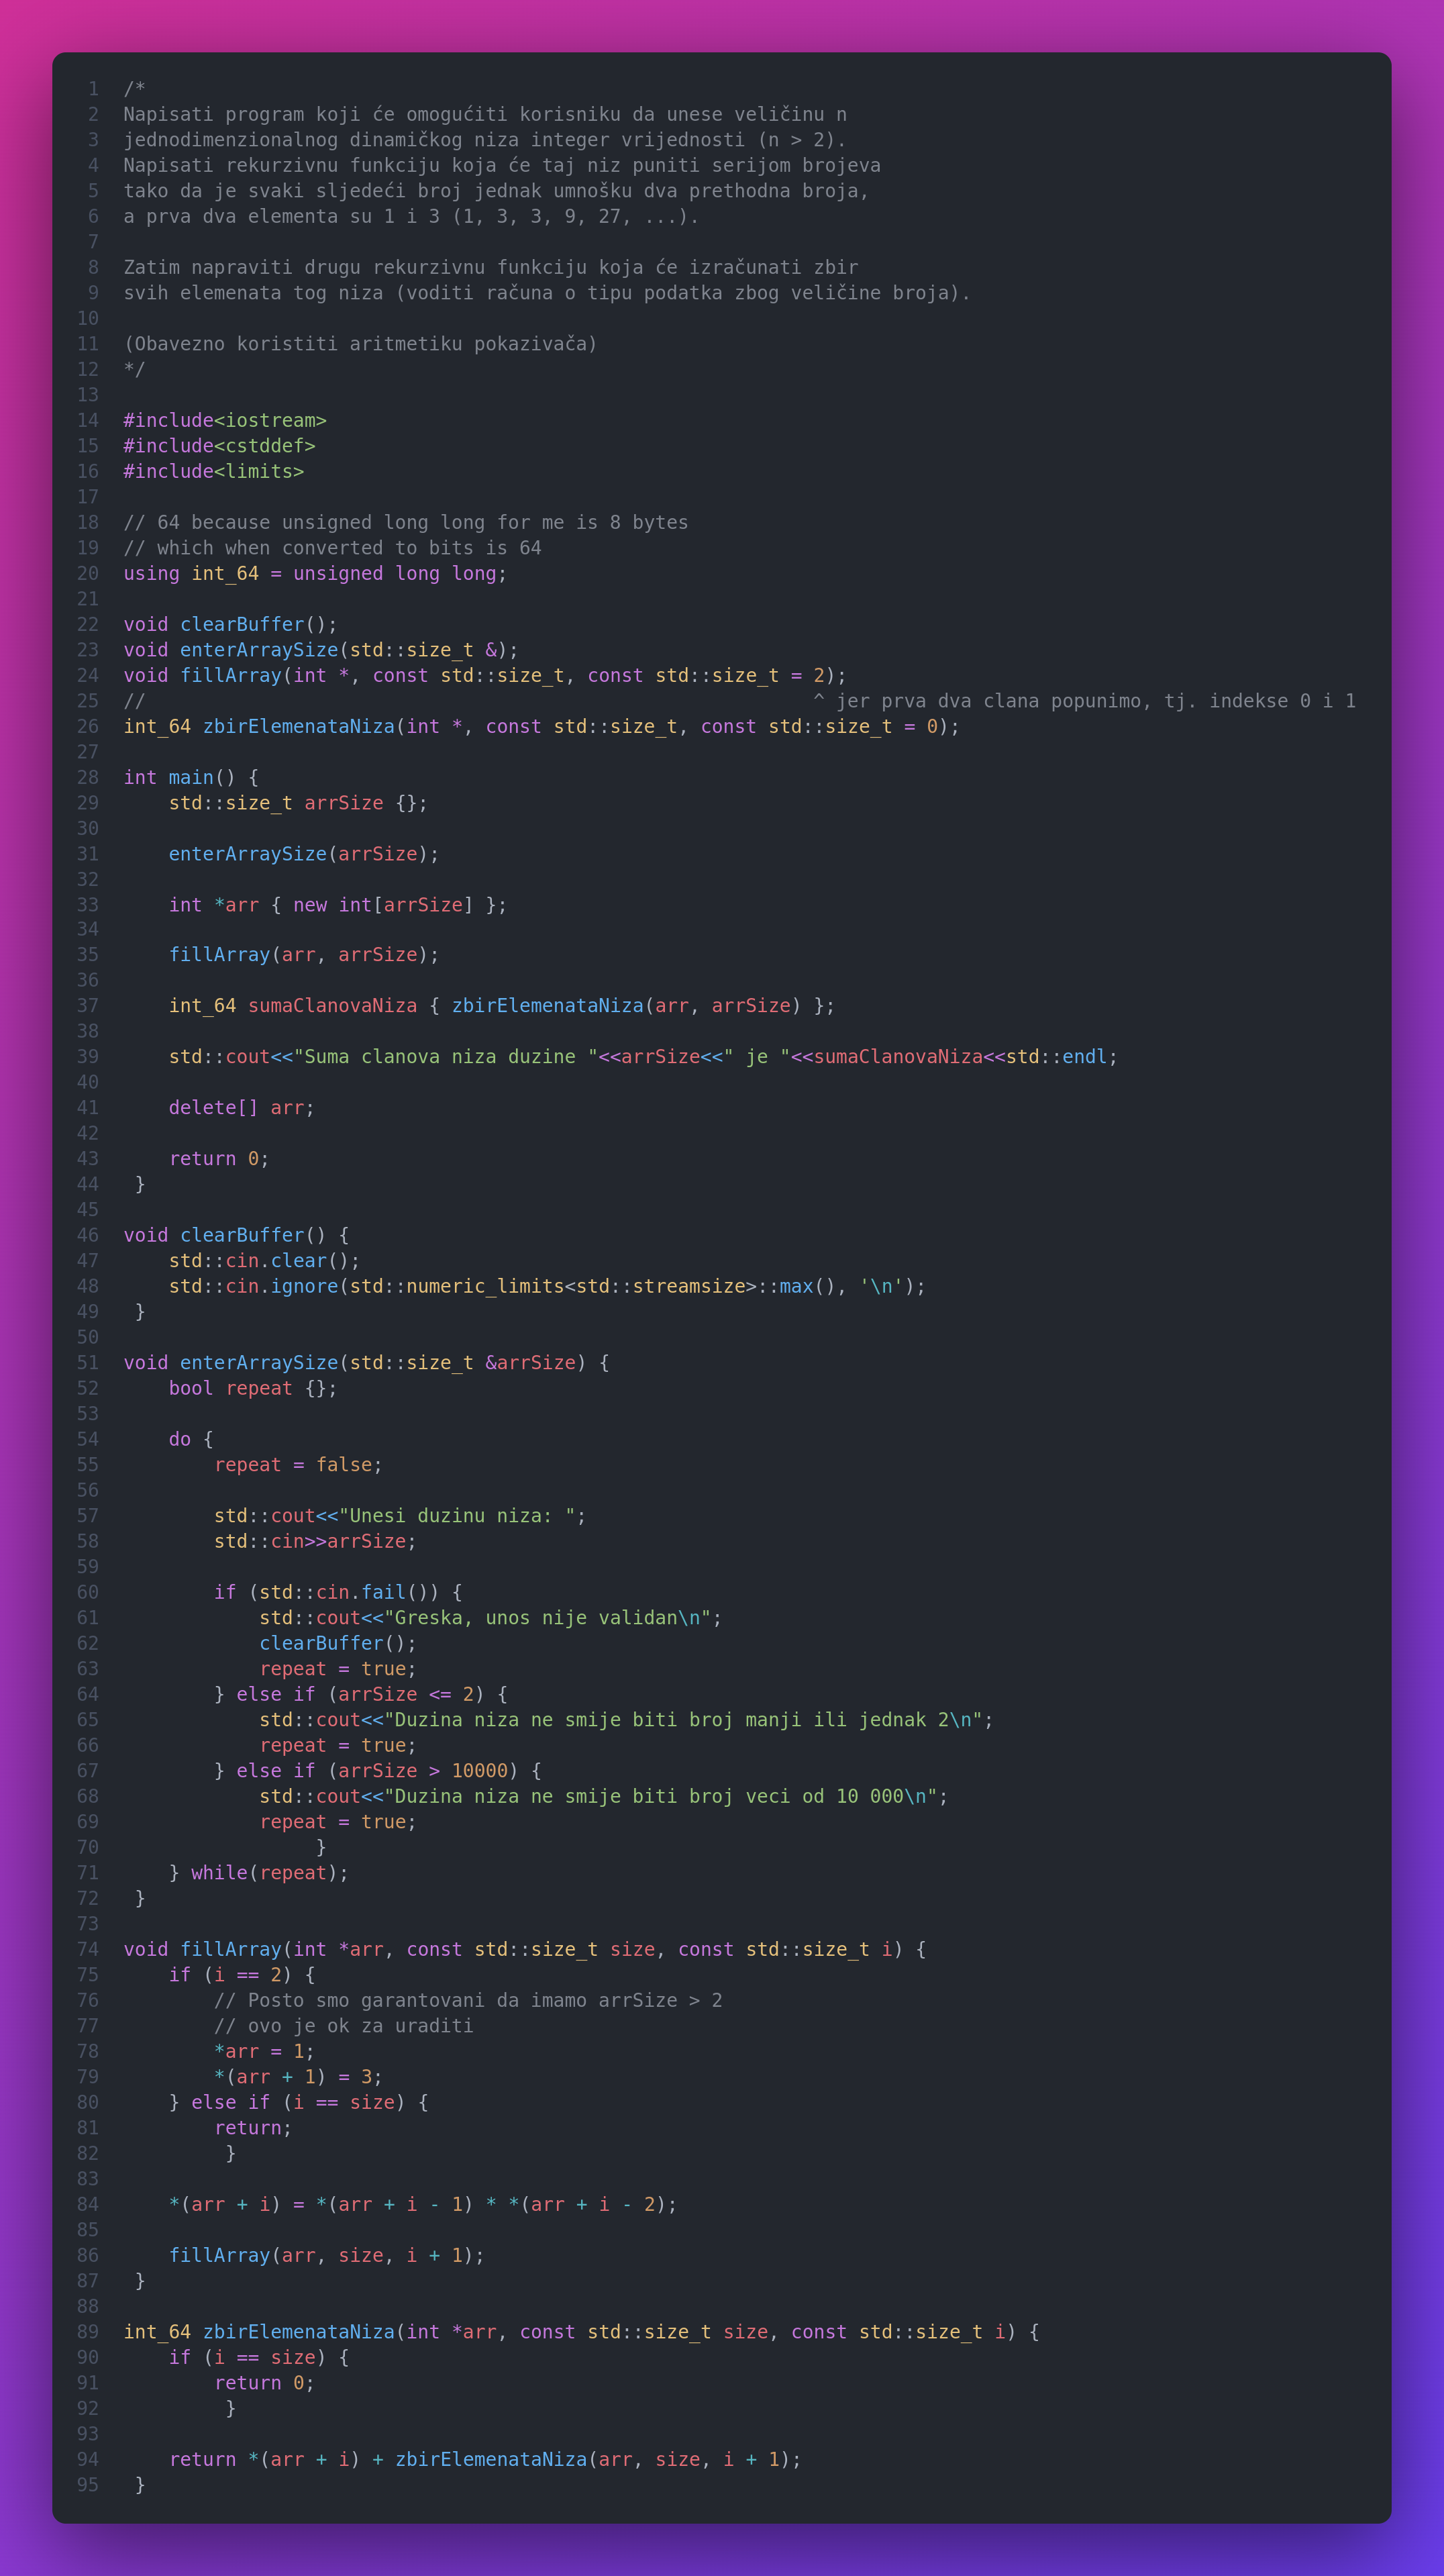 1 /*
2 Napisati program koji će omogućiti korisniku da unese veličinu n
3 jednodimenzionalnog dinamičkog niza integer vrijednosti (n > 2).
4 Napisati rekurzivnu funkciju koja će taj niz puniti serijom brojeva
5 tako da je svaki sljedeći broj jednak umnošku dva prethodna broja,
6 a prva dva elementa su 1 i 3 (1, 3, 3, 9, 27, ...).
7
8 Zatim napraviti drugu rekurzivnu funkciju koja će izračunati zbir
9 svih elemenata tog niza (voditi računa o tipu podatka zbog veličine broja).
10
11 (Obavezno koristiti aritmetiku pokazivača)
12 */
13
14 #include<iostream>
15 #include<cstddef>
16 #include<limits>
17
18 // 64 because unsigned long long for me is 8 bytes
19 // which when converted to bits is 64
20 using int_64 = unsigned long long;
21
22 void clearBuffer();
23 void enterArraySize(std::size_t &);
24 void fillArray(int *, const std::size_t, const std::size_t = 2);
25 //                                                           ^ jer prva dva clana popunimo, tj. indekse 0 i 1
26 int_64 zbirElemenataNiza(int *, const std::size_t, const std::size_t = 0);
27
28 int main() {
29     std::size_t arrSize {};
30
31     enterArraySize(arrSize);
32
33     int *arr { new int[arrSize] };
34
35     fillArray(arr, arrSize);
36
37     int_64 sumaClanovaNiza { zbirElemenataNiza(arr, arrSize) };
38
39     std::cout<<"Suma clanova niza duzine "<<arrSize<<" je "<<sumaClanovaNiza<<std::endl;
40
41     delete[] arr;
42
43     return 0;
44  }
45
46 void clearBuffer() {
47     std::cin.clear();
48     std::cin.ignore(std::numeric_limits<std::streamsize>::max(), '\n');
49  }
50
51 void enterArraySize(std::size_t &arrSize) {
52     bool repeat {};
53
54     do {
55         repeat = false;
56
57         std::cout<<"Unesi duzinu niza: ";
58         std::cin>>arrSize;
59
60         if (std::cin.fail()) {
61             std::cout<<"Greska, unos nije validan\n";
62             clearBuffer();
63             repeat = true;
64         } else if (arrSize <= 2) {
65             std::cout<<"Duzina niza ne smije biti broj manji ili jednak 2\n";
66             repeat = true;
67         } else if (arrSize > 10000) {
68             std::cout<<"Duzina niza ne smije biti broj veci od 10 000\n";
69             repeat = true;
70                  }
71     } while(repeat);
72  }
73
74 void fillArray(int *arr, const std::size_t size, const std::size_t i) {
75     if (i == 2) {
76         // Posto smo garantovani da imamo arrSize > 2
77         // ovo je ok za uraditi
78         *arr = 1;
79         *(arr + 1) = 3;
80     } else if (i == size) {
81         return;
82          }
83
84     *(arr + i) = *(arr + i - 1) * *(arr + i - 2);
85
86     fillArray(arr, size, i + 1);
87  }
88
89 int_64 zbirElemenataNiza(int *arr, const std::size_t size, const std::size_t i) {
90     if (i == size) {
91         return 0;
92          }
93
94     return *(arr + i) + zbirElemenataNiza(arr, size, i + 1);
95  }